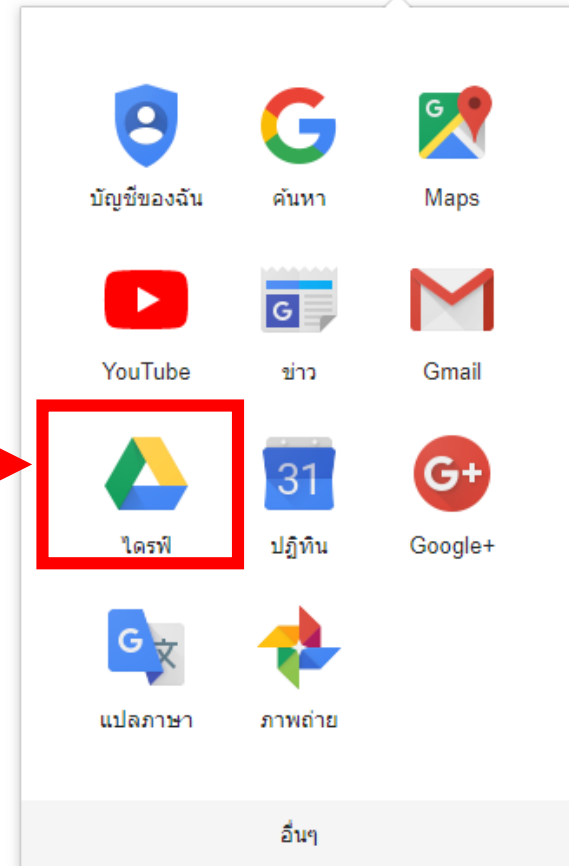 G
บัญชีของฉัน
ค้นหา
Maps
G
YouTube
ข่าว
Gmail
31
G+
ไดรฟ์
ปฏิทิน
Google+
G 文
แปลภาษา
ภาพถ่าย
อื่นๆ